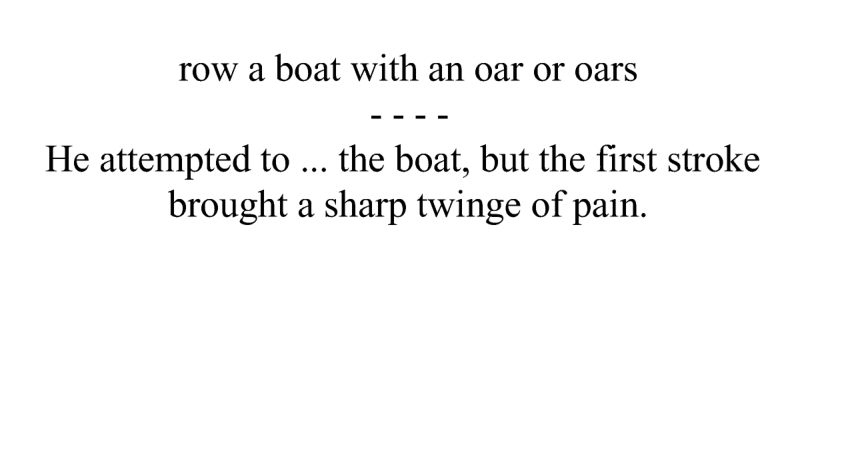 row a boat with an oar or oars
- - - -
He attempted to ... the boat, but the first stroke
brought a sharp twinge of pain.